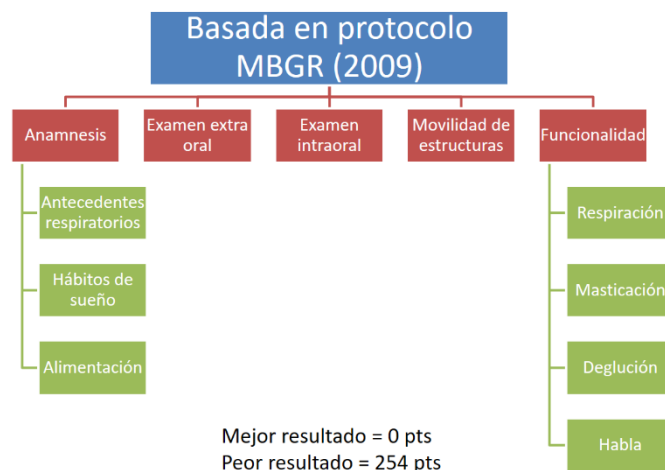 Basada en protocolo
MBGR (2009)
Anamnesis
Examen extra
oral
Examen
intraoral
Movilidad de
estructuras
Funcionalidad
Antecedentes
respiratorios
Hábitos de
sueño
Alimentación
Respiración
Masticación
Deglución
Habla
Mejor resultado = 0 pts
Peor resultado = 254 pts